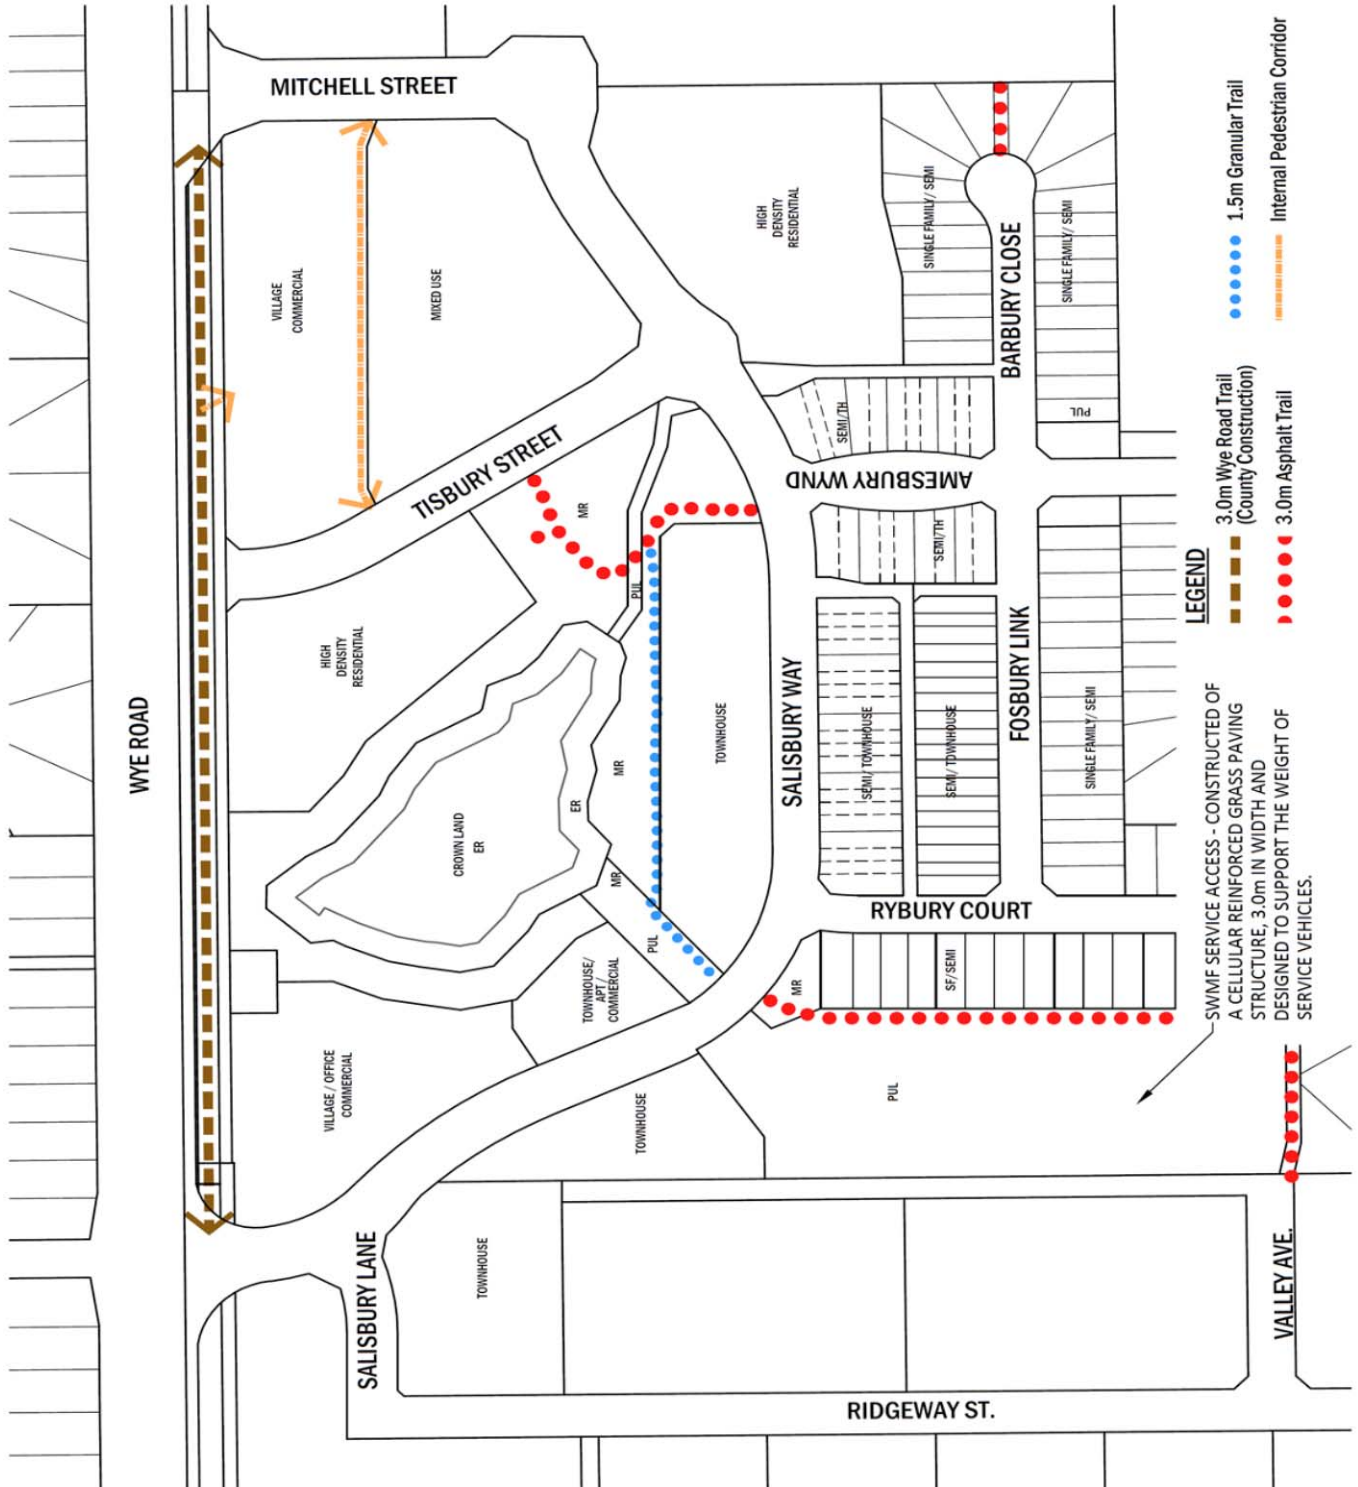 MITCHELL STREET
VILLAGE
COMMERCIAL
MIXED USE
HIGH
DENSITY
RESIDENTIAL
SINGLE FAMILY/ SEMI
BARBURY CLOSE
SINGLE FAMILY/ SEMI
PUL
SEMI/TH
TISBURY STREET
AMESBURY WYND
MR
SEMI/TH
PUL
HIGH
DENSITY
RESIDENTIAL
WYE ROAD
MR
TOWNHOUSE
SALISBURY WAY
SEMI/ TOWNHOUSE
SEMI/ TOWNHOUSE
FOSBURY LINK
SINGLE FAMILY/ SEMI
CROWN LAND
ER
ER
MR
RYBURY COURT
PUL
TOWNHOUSE/
APT /
COMMERCIAL
MR
SF/SEMI
VILLAGE / OFFICE
COMMERCIAL
TOWNHOUSE
PUL
TOWNHOUSE
SALISBURY LANE
VALLEY AVE.
RIDGEWAY ST.
SWMF SERVICE ACCESS - CONSTRUCTED OF
A CELLULAR REINFORCED GRASS PAVING
STRUCTURE, 3.0m IN WIDTH AND
DESIGNED TO SUPPORT THE WEIGHT OF
SERVICE VEHICLES.
LEGEND
3.0m Wye Road Trail
(County Construction)
3.0m Asphalt Trail
1.5m Granular Trail
Internal Pedestrian Corridor